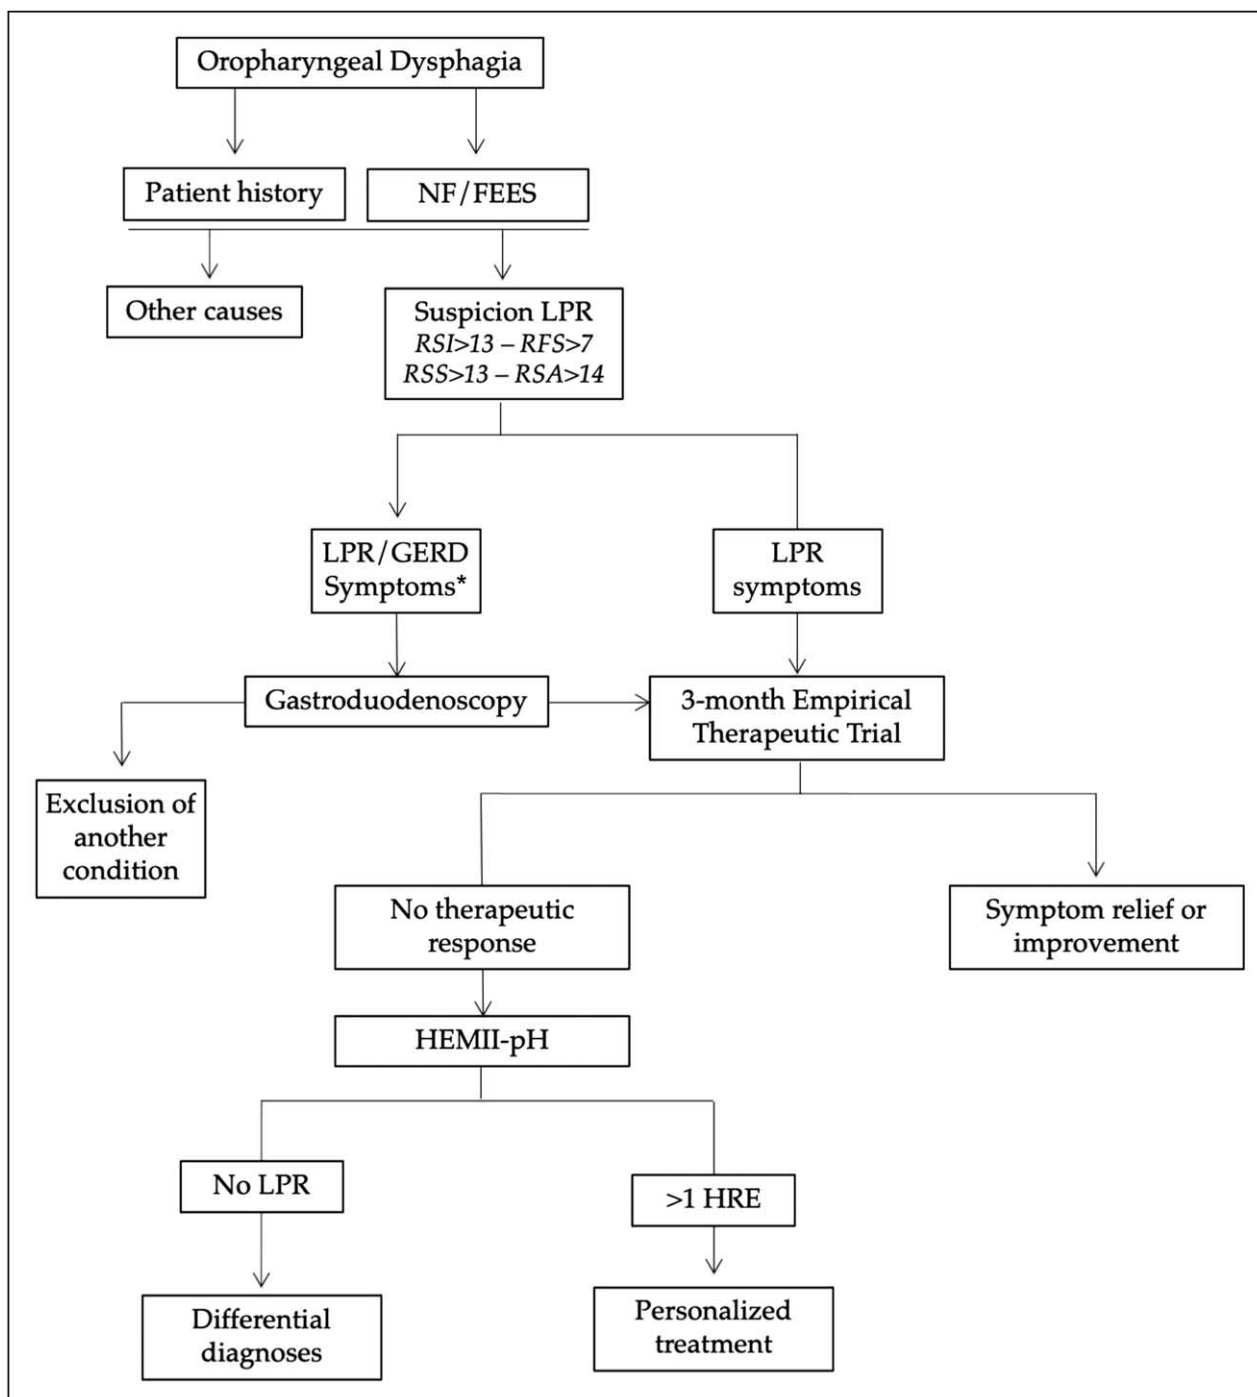 Oropharyngeal Dysphagia
Patient history
NF/FEES
Other causes
Suspicion LPR
RSI>13 – RFS>7
RSS>13 – RSA>14
LPR/GERD
Symptoms*
LPR
symptoms
Gastroduodenoscopy
3-month Empirical
Therapeutic Trial
Exclusion of
another
condition
No therapeutic
response
Symptom relief or
improvement
HEMII-pH
No LPR
>1 HRE
Differential
diagnoses
Personalized
treatment